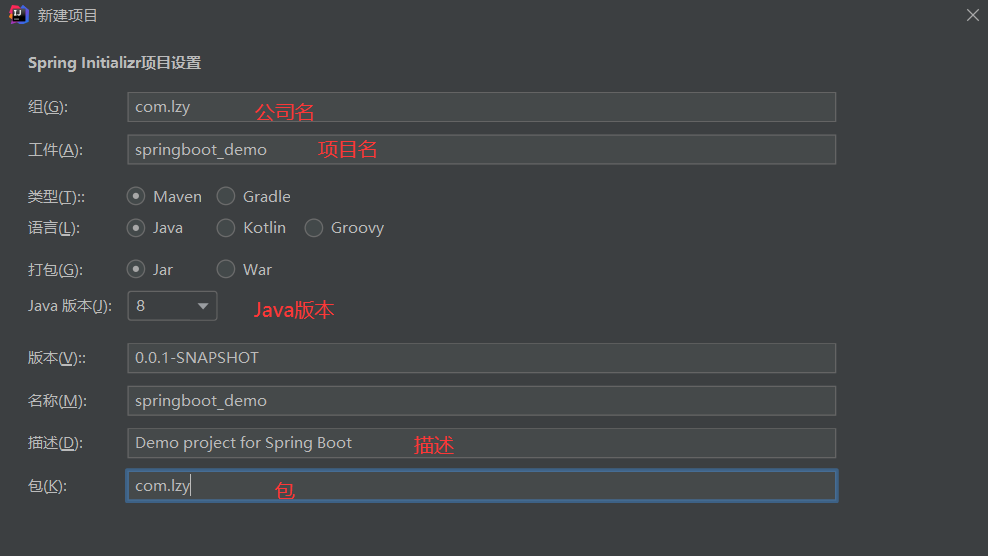 新建项目
Spring Initializr项目设置
组(G): com.lzy 公司名
工件(A): springboot_demo 项目名
类型(T):: Maven Gradle
语言(L): Java Kotlin Groovy
打包(G): Jar War
Java 版本(J): 8 Java版本
版本(V):: 0.0.1-SNAPSHOT
名称(M): springboot_demo
描述(D): Demo project for Spring Boot 描述
包(K): com.lzy 包